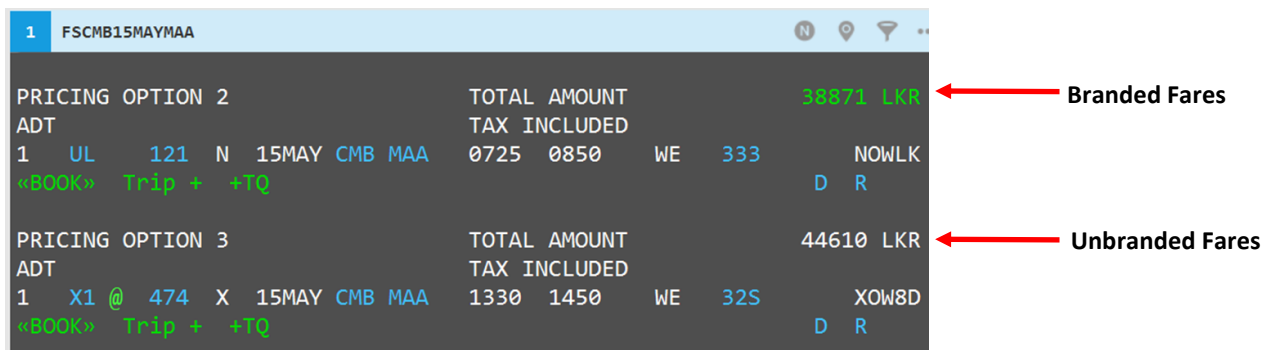 1 FSCMB15MAYMAA N
PRICING OPTION 2 TOTAL AMOUNT 38871 LKR Branded Fares
ADT TAX INCLUDED
1 UL 121 N 15MAY CMB MAA 0725 0850 WE 333 NOWLK
«BOOK» Trip + +TQ D R
PRICING OPTION 3 TOTAL AMOUNT 44610 LKR Unbranded Fares
ADT TAX INCLUDED
1 X1 @ 474 X 15MAY CMB MAA 1330 1450 WE 32S XOW8D
«BOOK» Trip + +TQ D R